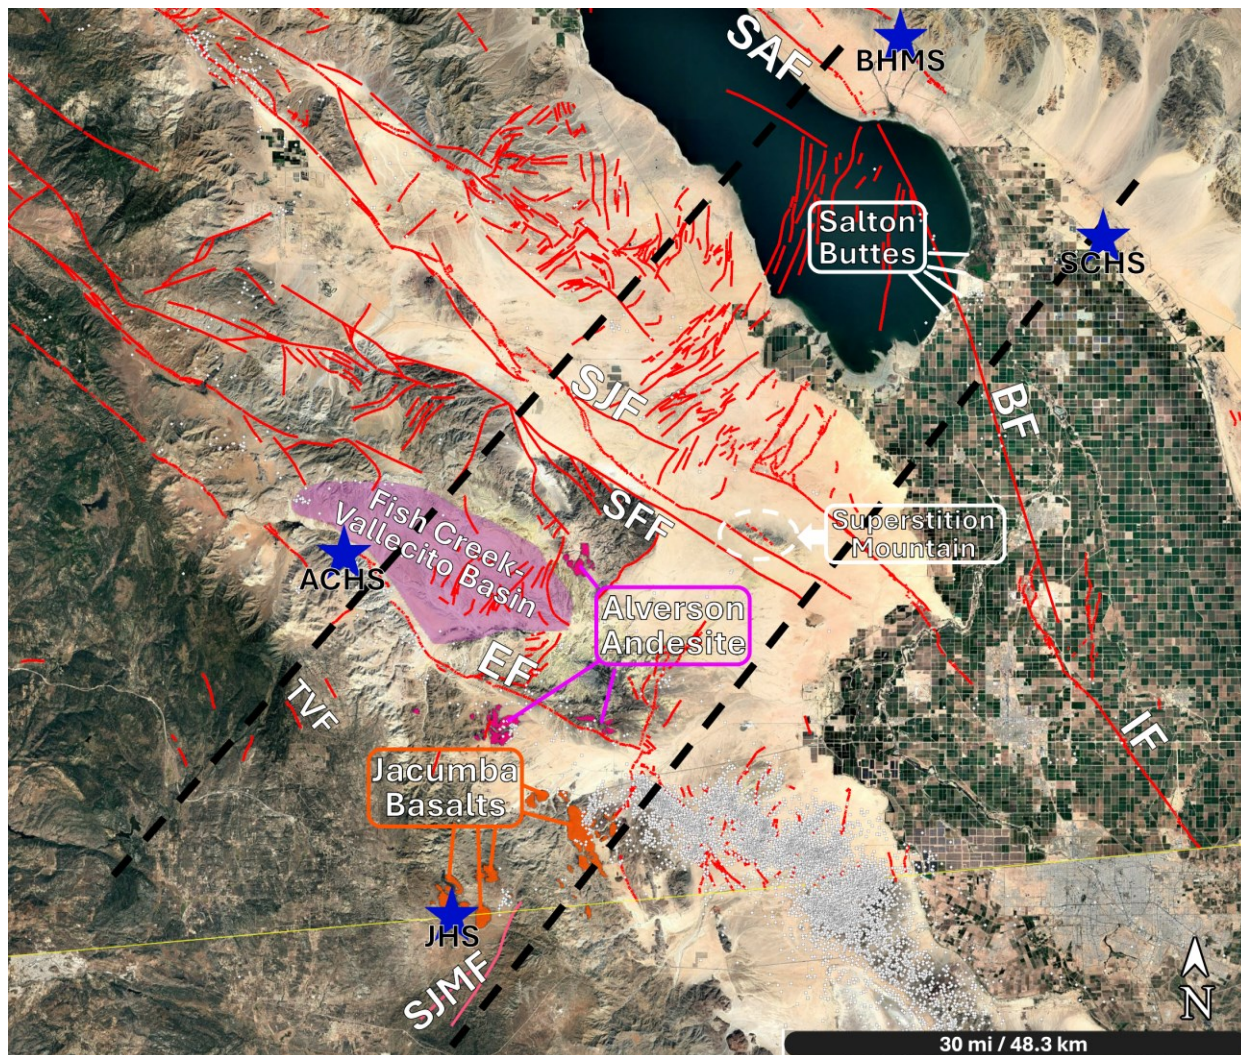 SAF
BHMS
Salton
Buttes
SCHS
SJF
BF
Fish Creek-
Vallecito Basin
SFF
Superstition
Mountain
ACHS
Alverson
Andesite
EF
TVF
IF
Jacumba
Basalts
JHS
SJMF
N
30 mi / 48.3 km